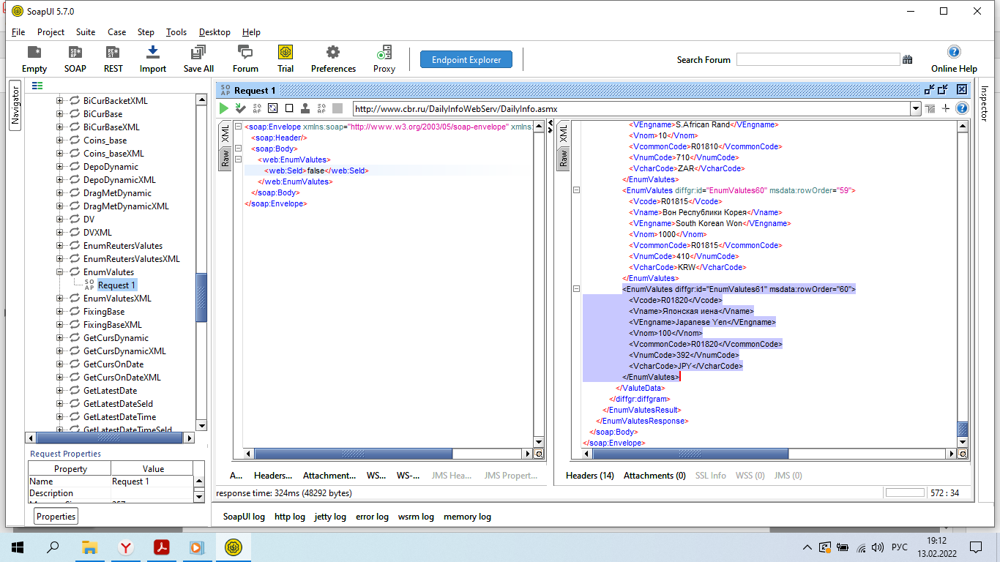 SoapUI 5.7.0
File Project Suite Case Step Tools Desktop Help
Empty SOAP REST Import Save All Forum Trial Preferences Proxy Endpoint Explorer Search Forum Online Help
Navigator
BiCurBacketXML
BiCurBase
BiCurBaseXML
Coins_base
Coins_baseXML
DepoDynamic
DepoDynamicXML
DragMetDynamic
DragMetDynamicXML
DV
DVXML
EnumReutersValutes
EnumReutersValutesXML
EnumValutes
Request 1
EnumValutesXML
FixingBase
FixingBaseXML
GetCursDynamic
GetCursDynamicXML
GetCursOnDate
GetCursOnDateXML
GetLatestDate
GetLatestDateSeld
GetLatestDateTime
GetLatestDateTimeSeld
Request Properties
Property Value
Name Request 1
Description
Properties
Request 1
http://www.cbr.ru/DailyInfoWebServ/DailyInfo.asmx
XML
Raw
<soap:Envelope xmlns:soap="http://www.w3.org/2003/05/soap-envelope" xmlns:
<soap:Header/>
<soap:Body>
<web:EnumValutes>
<web:Seld>false</web:Seld>
</web:EnumValutes>
</soap:Body>
</soap:Envelope>
A... Headers... Attachment... WS... WS-... JMS Hea... JMS Propert...
XML
Raw
<VEngname>S.African Rand</VEngname>
<Vnom>10</Vnom>
<VcommonCode>R01810</VcommonCode>
<VnumCode>710</VnumCode>
<VcharCode>ZAR</VcharCode>
</EnumValutes>
<EnumValutes diffgr:id="EnumValutes60" msdata:rowOrder="59">
<Vcode>R01815</Vcode>
<Vname>Вон Республики Корея</Vname>
<VEngname>South Korean Won</VEngname>
<Vnom>1000</Vnom>
<VcommonCode>R01815</VcommonCode>
<VnumCode>410</VnumCode>
<VcharCode>KRW</VcharCode>
</EnumValutes>
<EnumValutes diffgr:id="EnumValutes61" msdata:rowOrder="60">
<Vcode>R01820</Vcode>
<Vname>Японская иена</Vname>
<VEngname>Japanese Yen</VEngname>
<Vnom>100</Vnom>
<VcommonCode>R01820</VcommonCode>
<VnumCode>392</VnumCode>
<VcharCode>JPY</VcharCode>
</EnumValutes>
</ValuteData>
</diffgr:diffgram>
</EnumValutesResult>
</EnumValutesResponse>
</soap:Body>
</soap:Envelope>
Headers (14) Attachments (0) SSL Info WSS (0) JMS (0)
response time: 324ms (48292 bytes) 572 : 34
Inspector
SoapUI log http log jetty log error log wsrm log memory log
РУС
19:12
13.02.2022